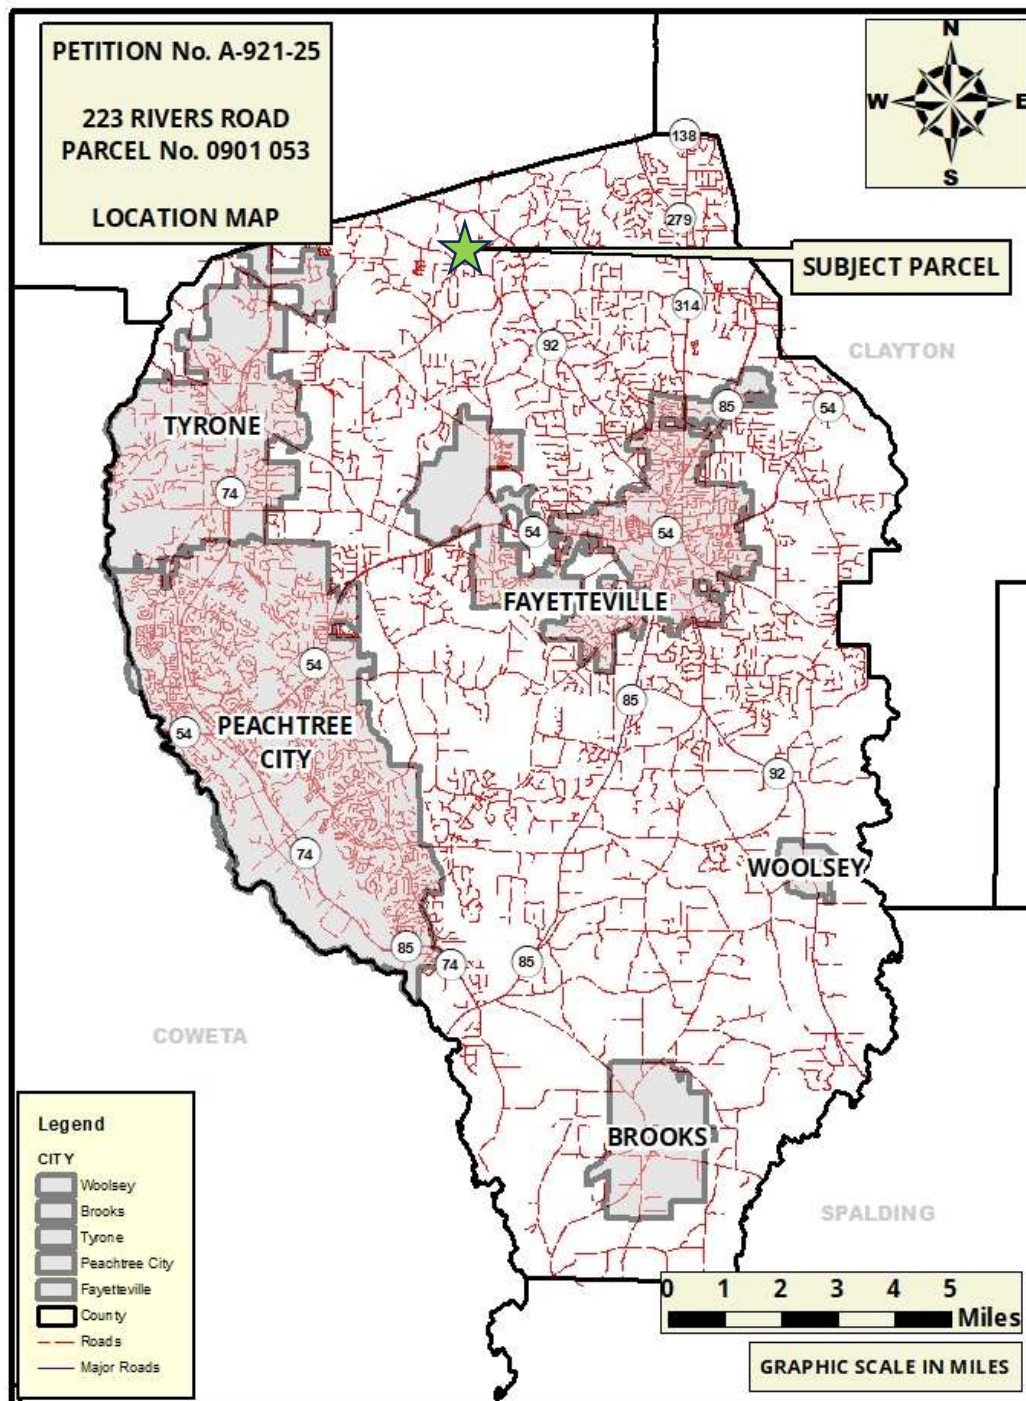 PETITION No. A-921-25
223 RIVERS ROAD
PARCEL No. 0901 053
LOCATION MAP
N
W
E
S
138
279
SUBJECT PARCEL
314
92
CLAYTON
85
54
TYRONE
74
54
54
FAYETTEVILLE
54
85
54
PEACHTREE
CITY
92
74
WOOLSEY
85
74
85
COWETA
BROOKS
SPALDING
Legend
CITY
Woolsey
Brooks
Tyrone
Peachtree City
Fayetteville
County
Roads
Major Roads
0 1 2 3 4 5
Miles
GRAPHIC SCALE IN MILES